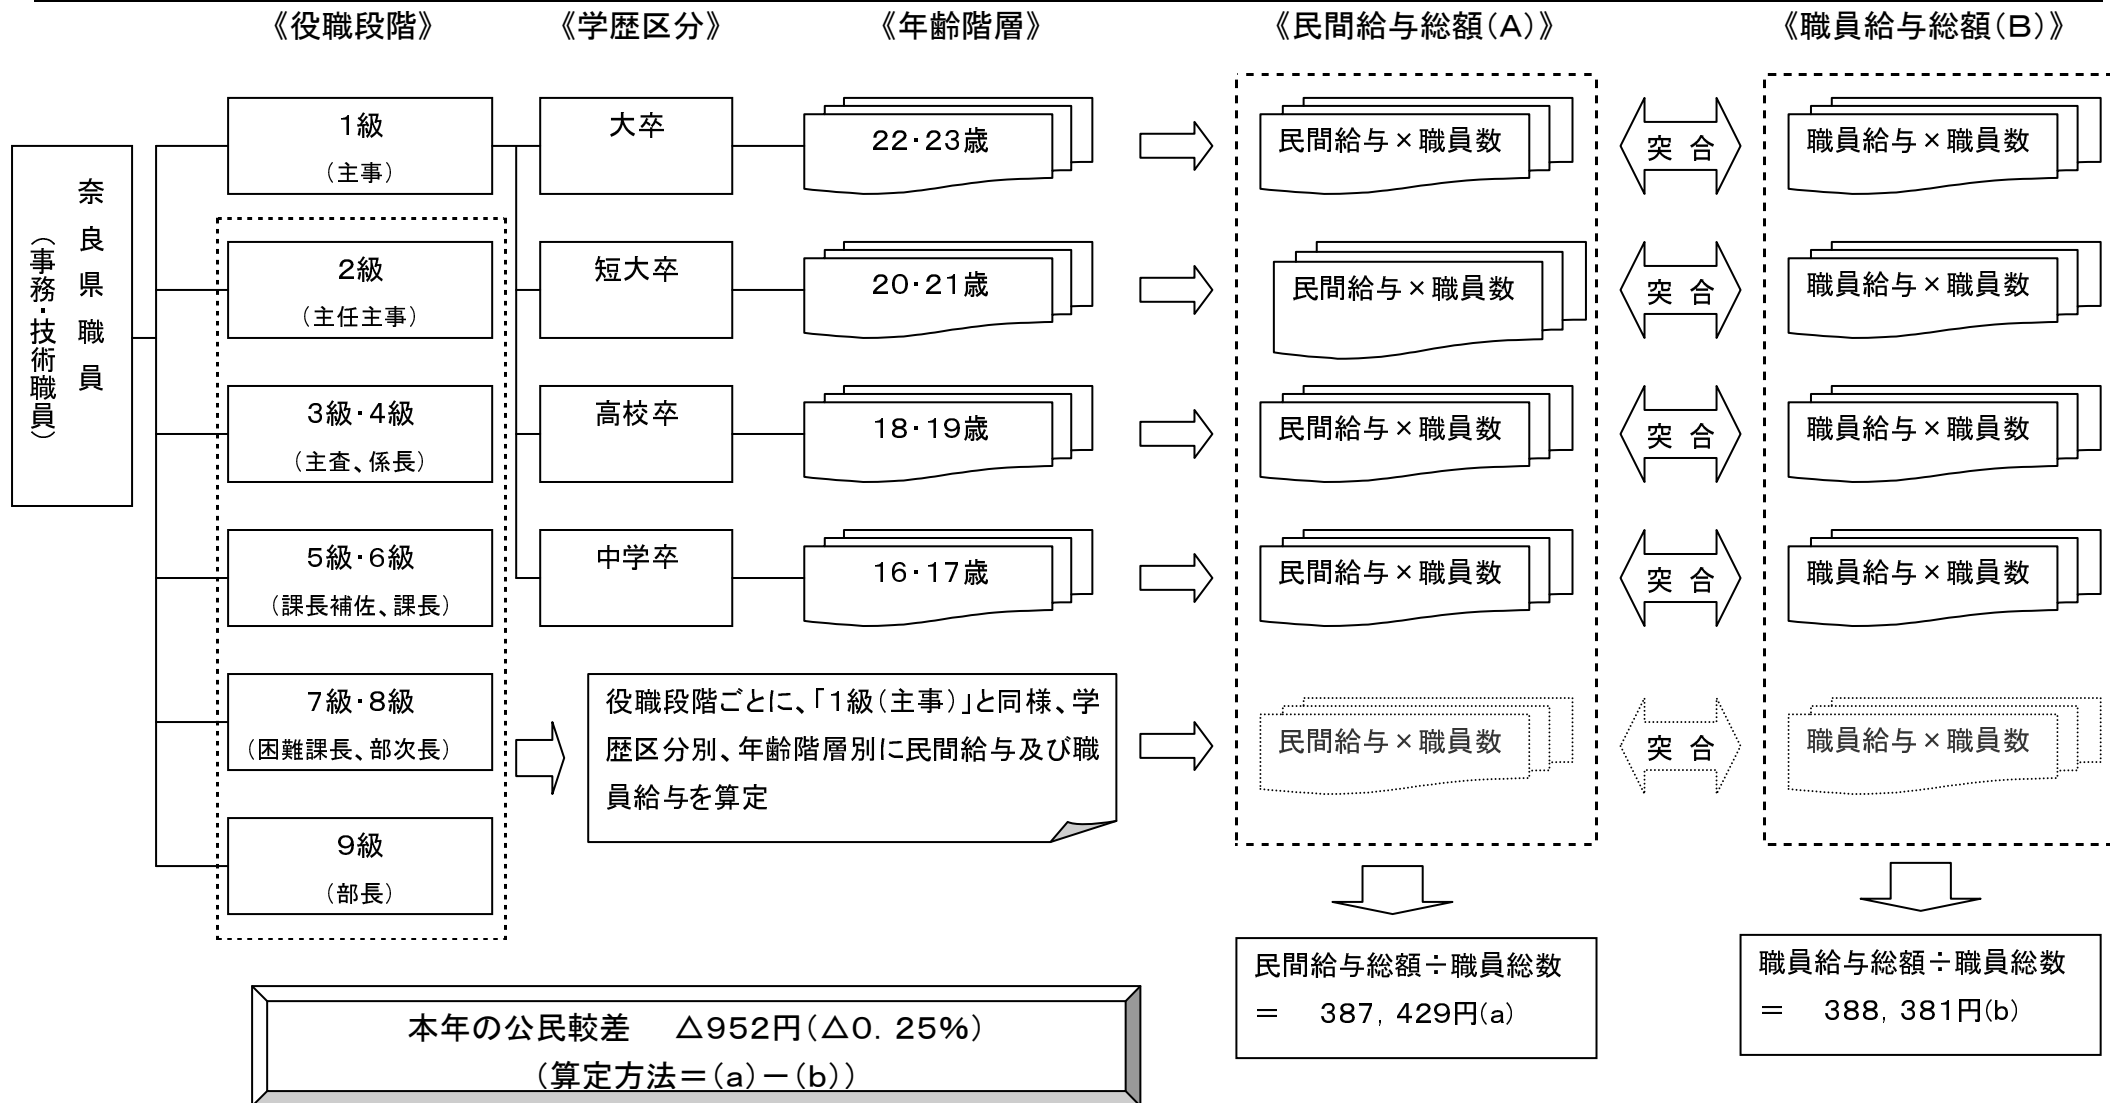 《役職段階》 《学歴区分》 《年齢階層》 《民間給与総額(A)》 《職員給与総額(B)》
奈良県職員
(事務・技術職員)
1級
(主事)
大卒
22・23歳
民間給与×職員数
突 合
職員給与×職員数
2級
(主任主事)
短大卒
20・21歳
民間給与×職員数
突 合
職員給与×職員数
3級・4級
(主査、係長)
高校卒
18・19歳
民間給与×職員数
突 合
職員給与×職員数
5級・6級
(課長補佐、課長)
中学卒
16・17歳
民間給与×職員数
突 合
職員給与×職員数
7級・8級
(困難課長、部次長)
役職段階ごとに、「1級(主事)」と同様、学
歴区分別、年齢階層別に民間給与及び職
員給与を算定
民間給与×職員数
突 合
職員給与×職員数
9級
(部長)
民間給与総額÷職員総数
= 387,429円(a)
職員給与総額÷職員総数
= 388,381円(b)
本年の公民較差 △952円(△0.25%)
(算定方法=(a)-(b))